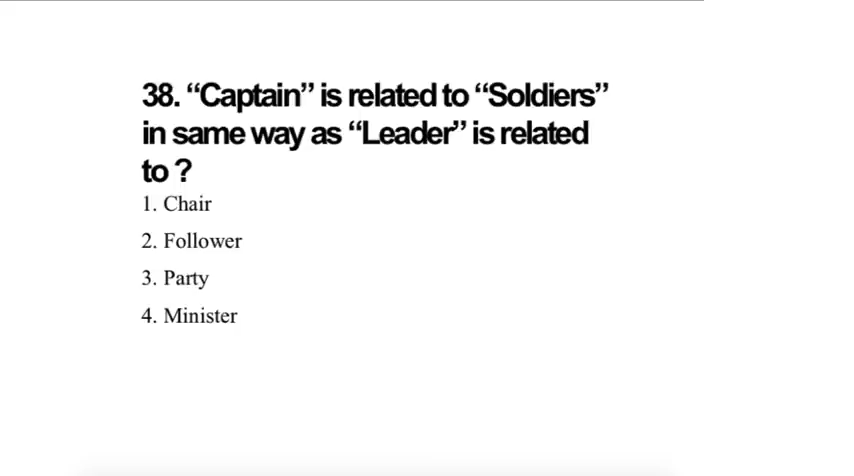 38. “Captain” is related to “Soldiers”
in same way as “Leader” is related
to ?
1. Chair
2. Follower
3. Party
4. Minister